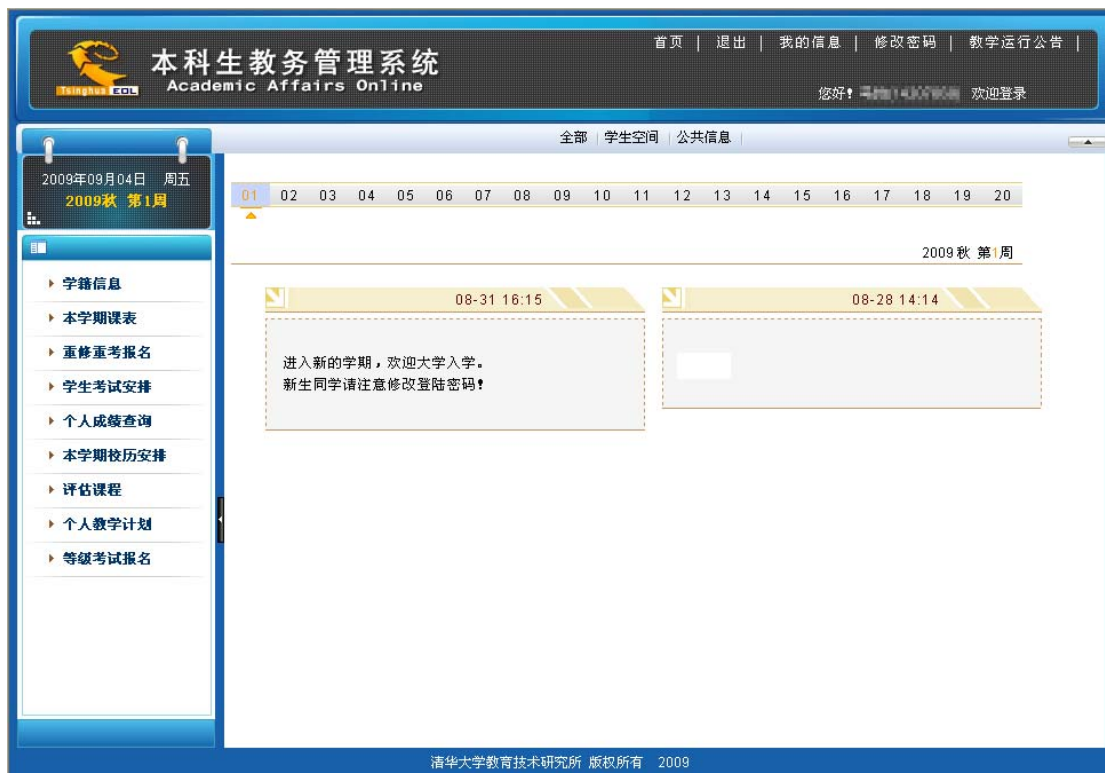 本科生教务管理系统
Academic Affairs Online
Tsinghua EOL
首页 | 退出 | 我的信息 | 修改密码 | 教学运行公告 |
您好! 欢迎登录
全部 | 学生空间 | 公共信息 |
2009年09月04日 周五
2009秋 第1周
01 02 03 04 05 06 07 08 09 10 11 12 13 14 15 16 17 18 19 20
2009 秋 第1周
学籍信息
本学期课表
重修重考报名
学生考试安排
个人成绩查询
本学期校历安排
评估课程
个人教学计划
等级考试报名
08-31 16:15
进入新的学期,欢迎大学入学。
新生同学请注意修改登陆密码!
08-28 14:14
清华大学教育技术研究所 版权所有 2009